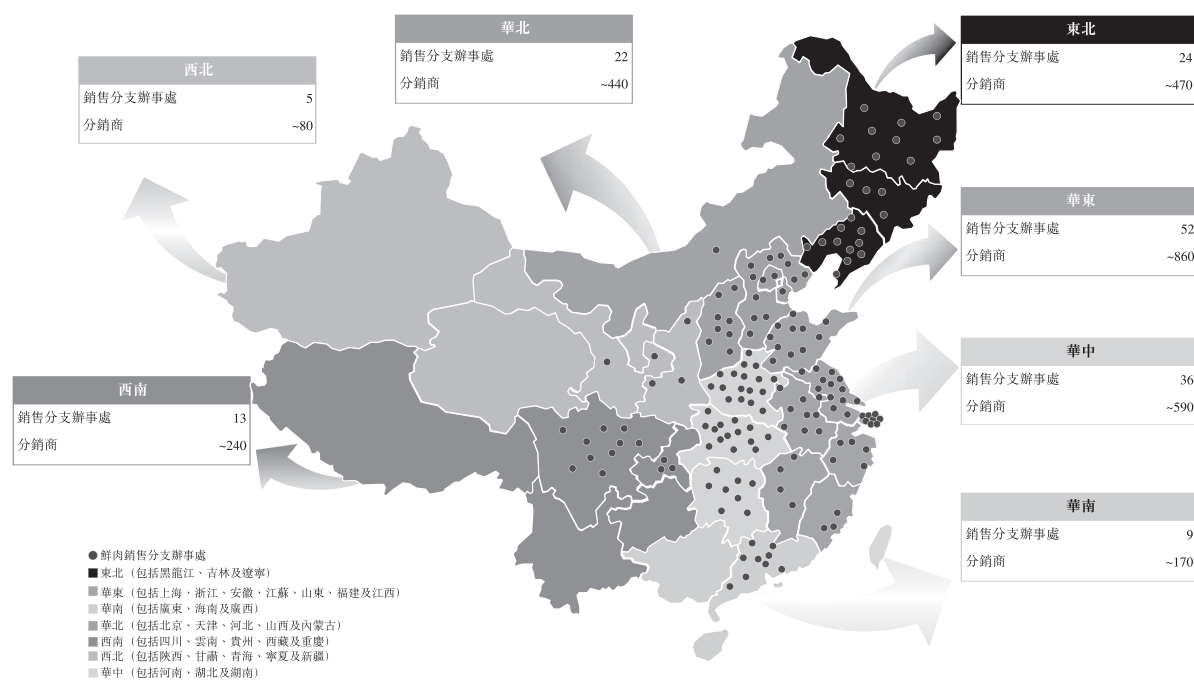 華北
銷售分支辦事處 22
分銷商 ~440
東北
銷售分支辦事處 24
分銷商 ~470
西北
銷售分支辦事處 5
分銷商 ~80
華東
銷售分支辦事處 52
分銷商 ~860
華中
銷售分支辦事處 36
分銷商 ~590
西南
銷售分支辦事處 13
分銷商 ~240
華南
銷售分支辦事處 9
分銷商 ~170
鮮肉銷售分支辦事處
東北（包括黑龍江、吉林及遼寧）
華東（包括上海、浙江、安徽、江蘇、山東、福建及江西）
華南（包括廣東、海南及廣西）
華北（包括北京、天津、河北、山西及內蒙古）
西南（包括四川、雲南、貴州、西藏及重慶）
西北（包括陝西、甘肅、青海、寧夏及新疆）
華中（包括河南、湖北及湖南）